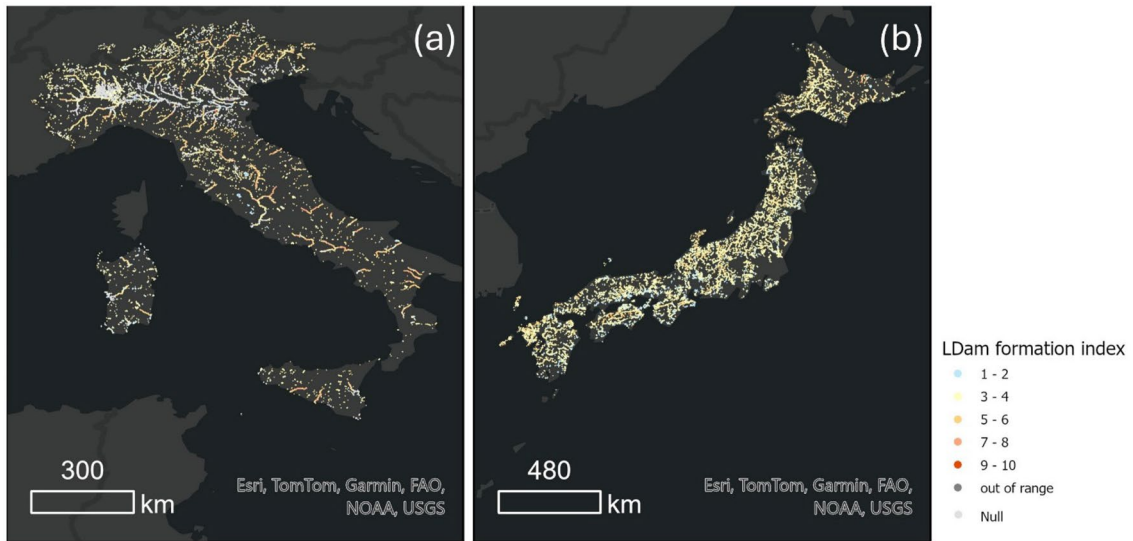 (a)
300
km
Esri, TomTom, Garmin, FAO,
NOAA, USGS
(b)
480
km
Esri, TomTom, Garmin, FAO,
NOAA, USGS
LDam formation index
1 - 2
3 - 4
5 - 6
7 - 8
9 - 10
out of range
Null